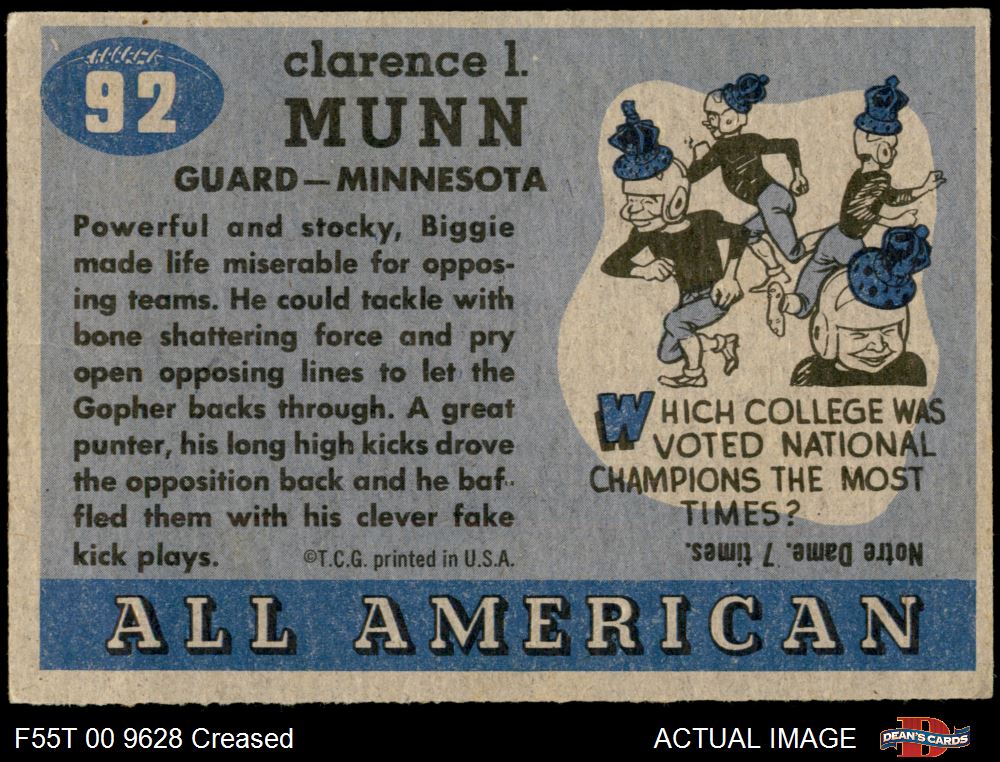 92
clarence l.
MUNN
GUARD—MINNESOTA
Powerful and stocky, Biggie
made life miserable for oppos-
ing teams. He could tackle with
bone shattering force and pry
open opposing lines to let the
Gopher backs through. A great
punter, his long high kicks drove
the opposition back and he baf-
fled them with his clever fake
kick plays.
©T.C.G. printed in U.S.A.
WHICH COLLEGE WAS
VOTED NATIONAL
CHAMPIONS THE MOST
TIMES?
Notre Dame. 7 times.
ALL AMERICAN
F55T 00 9628 Creased
ACTUAL IMAGE
D
DEAN'S CARDS